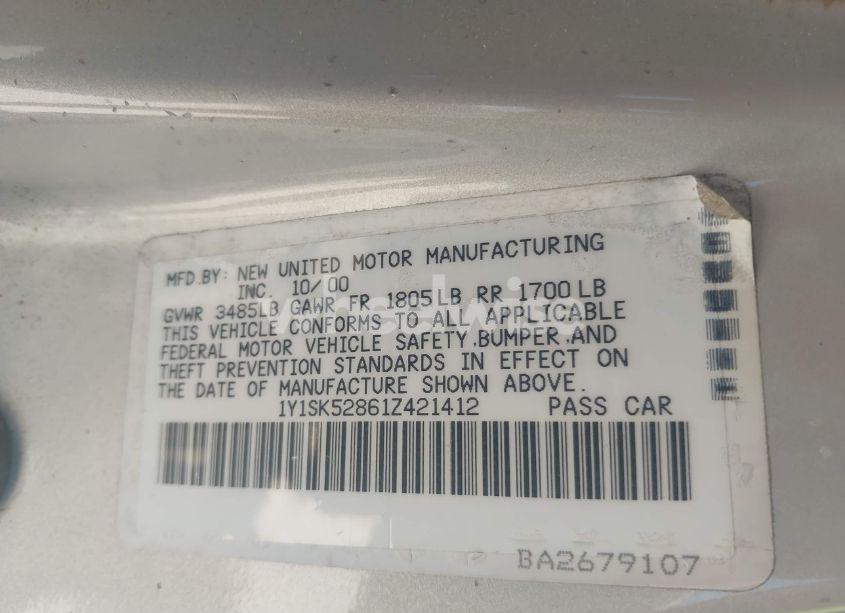 MFD.BY: NEW UNITED MOTOR MANUFACTURING
INC. 10/00
GVWR 3485LB GAWR FR 1805LB RR 1700LB
THIS VEHICLE CONFORMS TO ALL APPLICABLE
FEDERAL MOTOR VEHICLE SAFETY,BUMPER,AND
THEFT PREVENTION STANDARDS IN EFFECT ON
THE DATE OF MANUFACTURE SHOWN ABOVE.
1Y1SK52861Z421412 PASS CAR
BA2679107